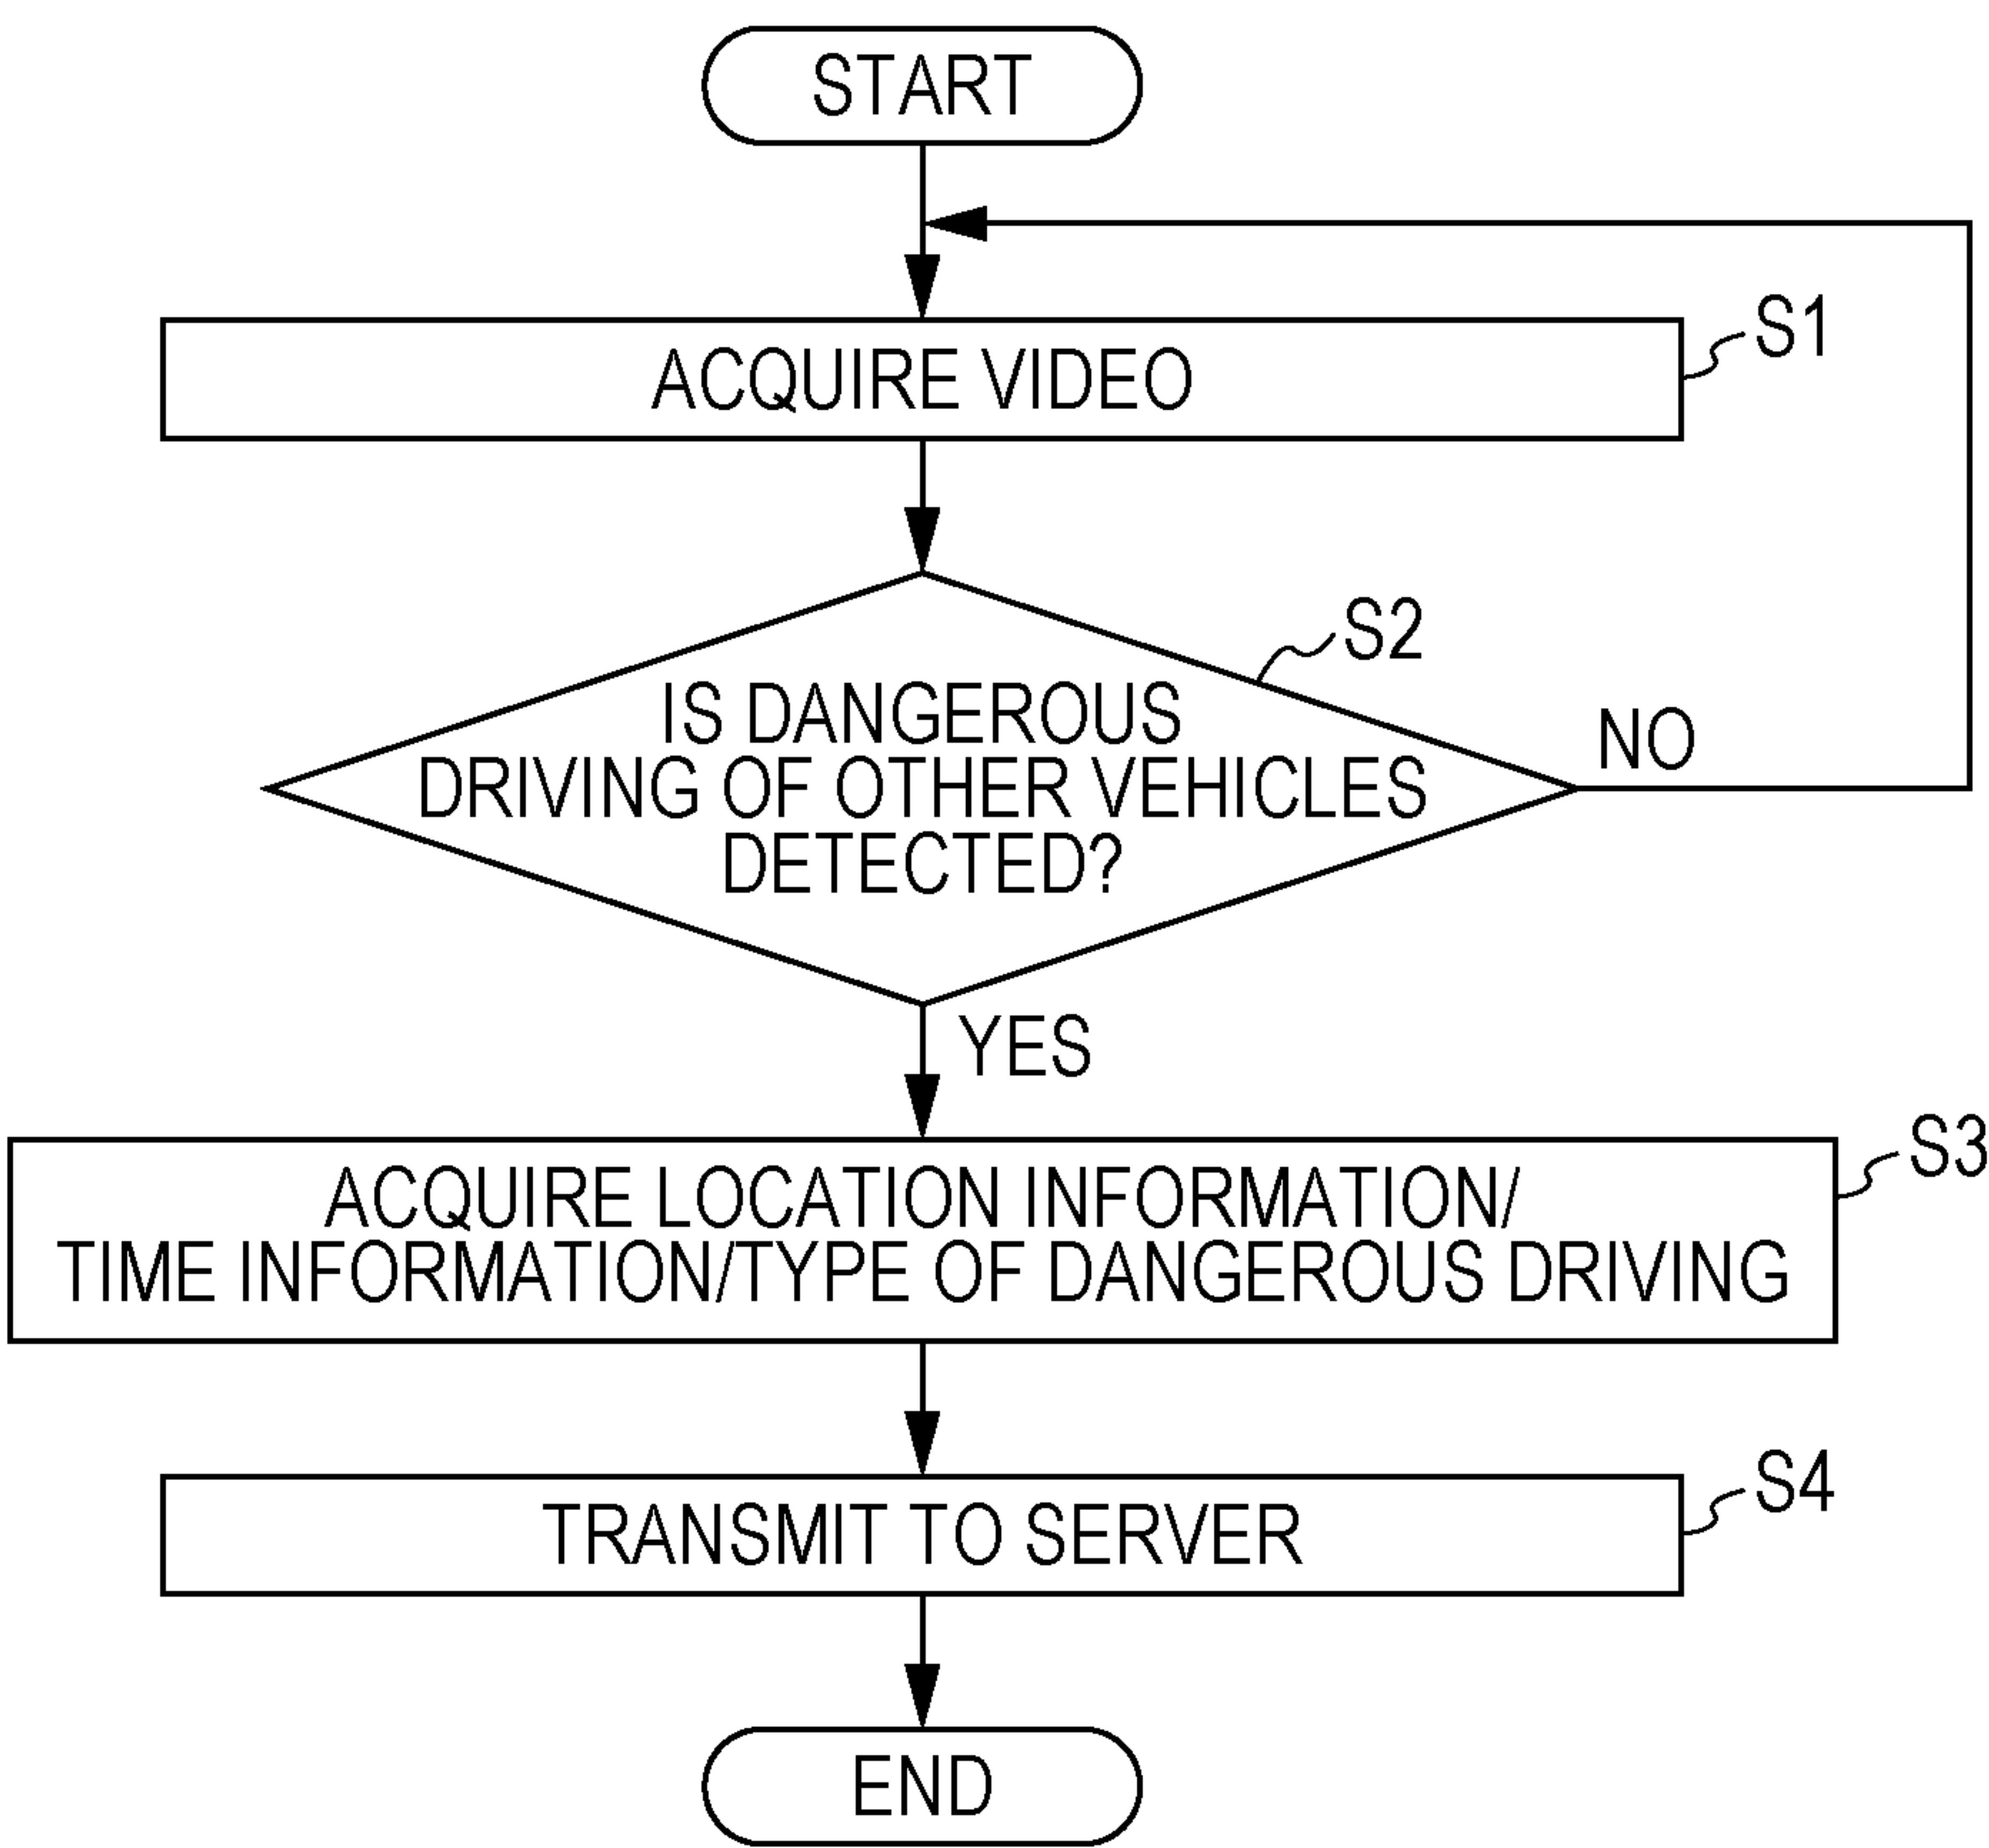 START
ACQUIRE VIDEO
S1
S2
IS DANGEROUS
DRIVING OF OTHER VEHICLES
DETECTED?
NO
YES
ACQUIRE LOCATION INFORMATION/
TIME INFORMATION/TYPE OF DANGEROUS DRIVING
S3
TRANSMIT TO SERVER
S4
END